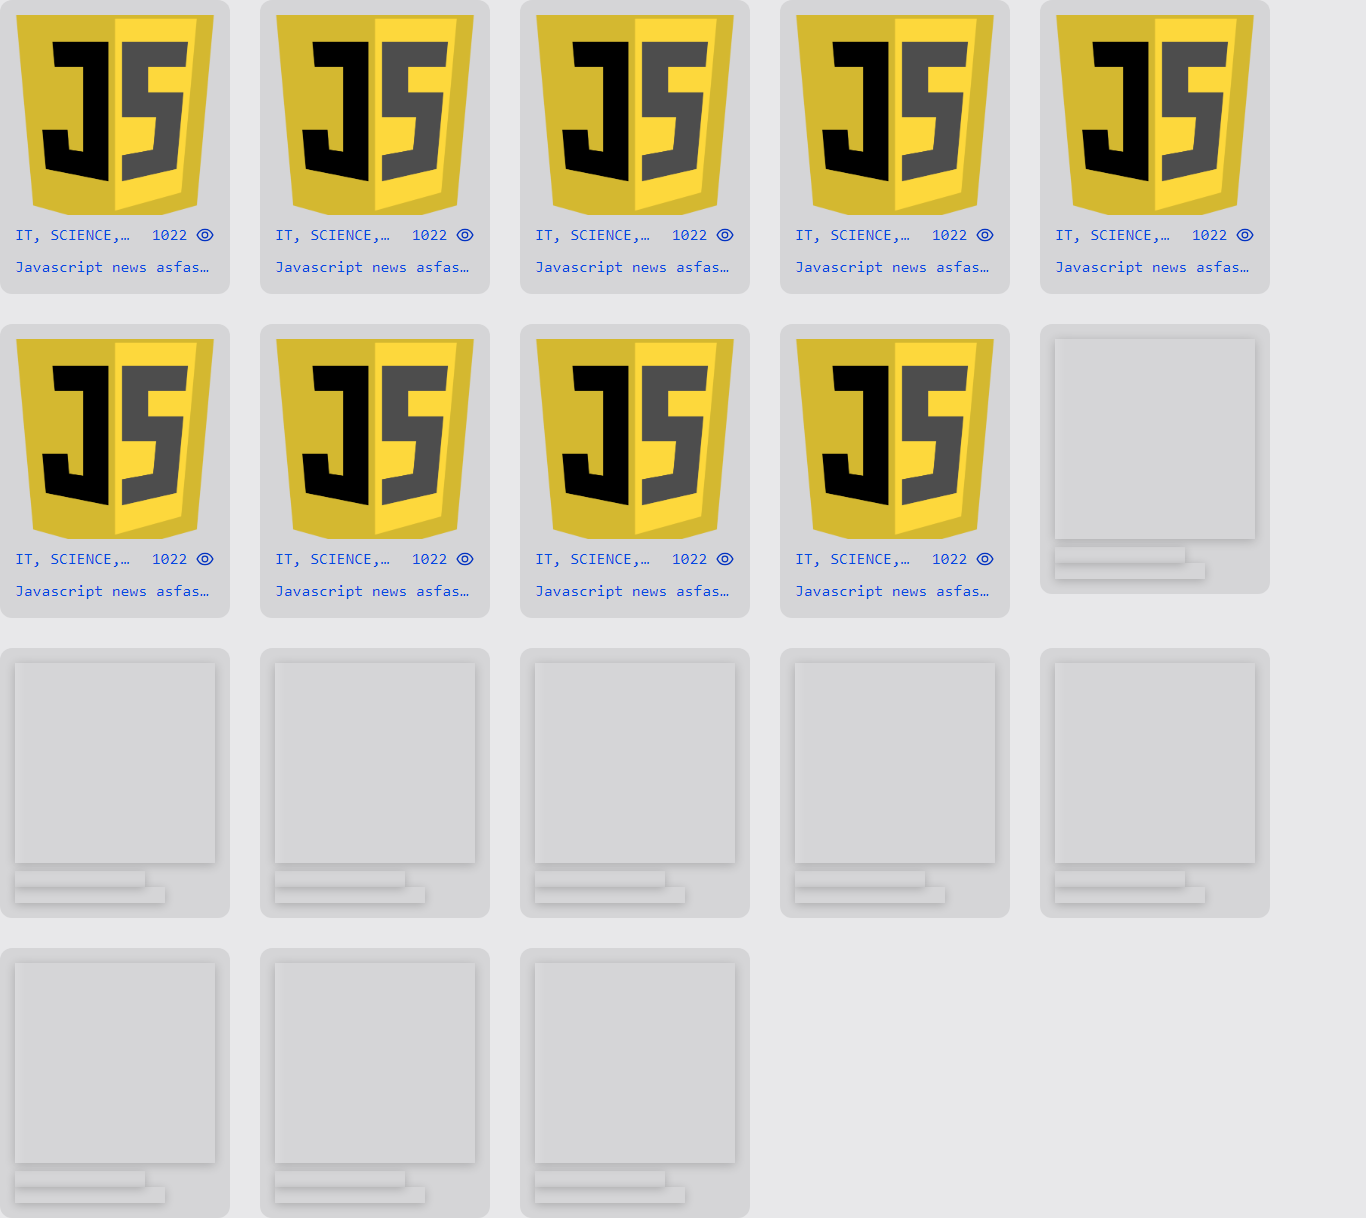 JS JS JS JS JS
IT, SCIENCE,… 1022 IT, SCIENCE,… 1022 IT, SCIENCE,… 1022 IT, SCIENCE,… 1022 IT, SCIENCE,… 1022
Javascript news asfas… Javascript news asfas… Javascript news asfas… Javascript news asfas… Javascript news asfas…
JS JS JS JS
IT, SCIENCE,… 1022 IT, SCIENCE,… 1022 IT, SCIENCE,… 1022 IT, SCIENCE,… 1022
Javascript news asfas… Javascript news asfas… Javascript news asfas… Javascript news asfas…